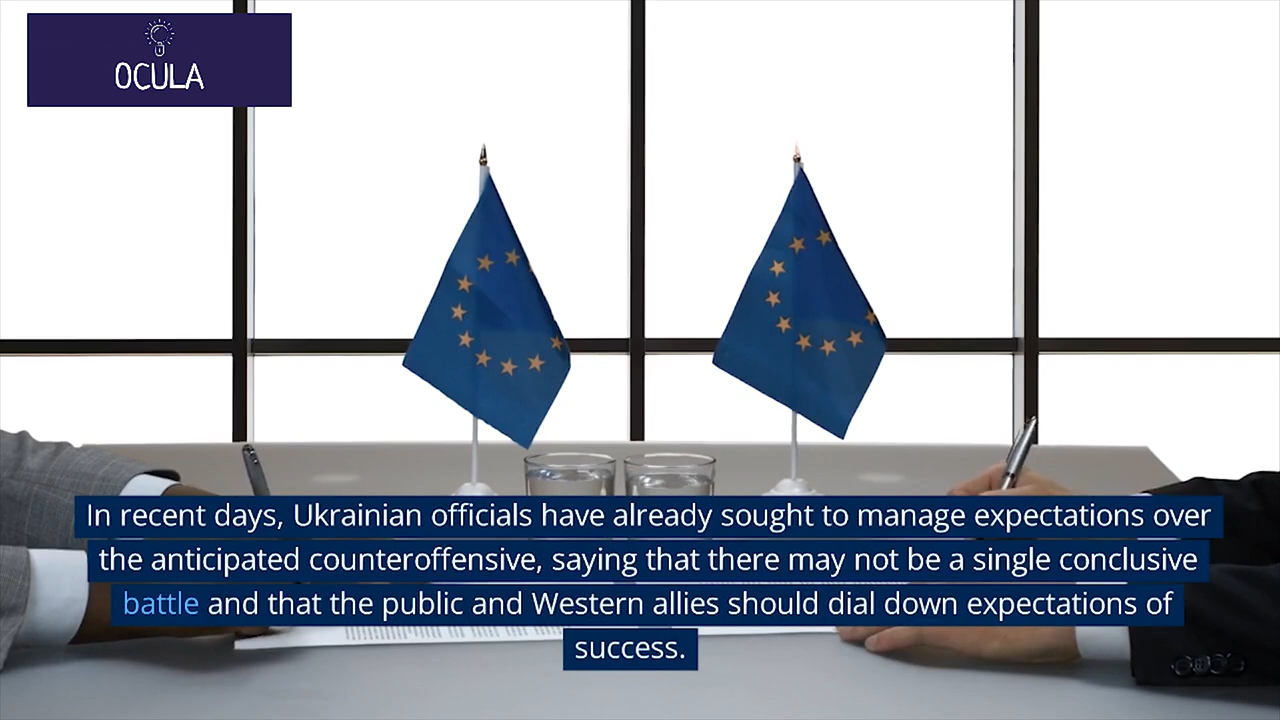 OCULA
In recent days, Ukrainian officials have already sought to manage expectations over
the anticipated counteroffensive, saying that there may not be a single conclusive
battle and that the public and Western allies should dial down expectations of
success.